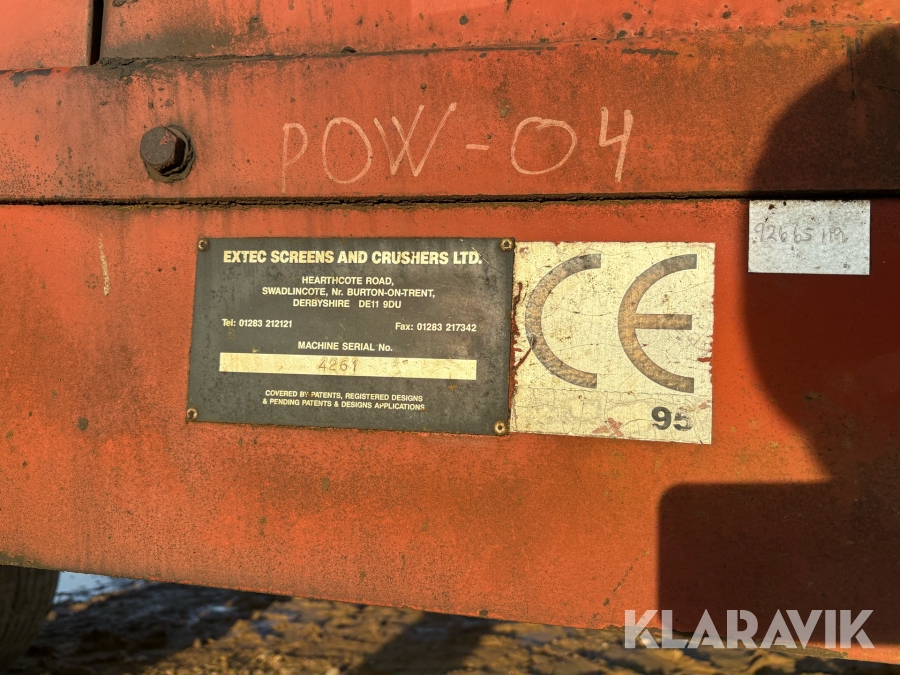 POW-04
92665119
EXTEC SCREENS AND CRUSHERS LTD.
HEARTHCOTE ROAD,
SWADLINCOTE, Nr. BURTON-ON-TRENT,
DERBYSHIRE DE11 9DU
Tel: 01283 212121 Fax: 01283 217342
MACHINE SERIAL No.
4261
COVERED BY PATENTS, REGISTERED DESIGNS
& PENDING PATENTS & DESIGNS APPLICATIONS
CE
95
KLARAVIK